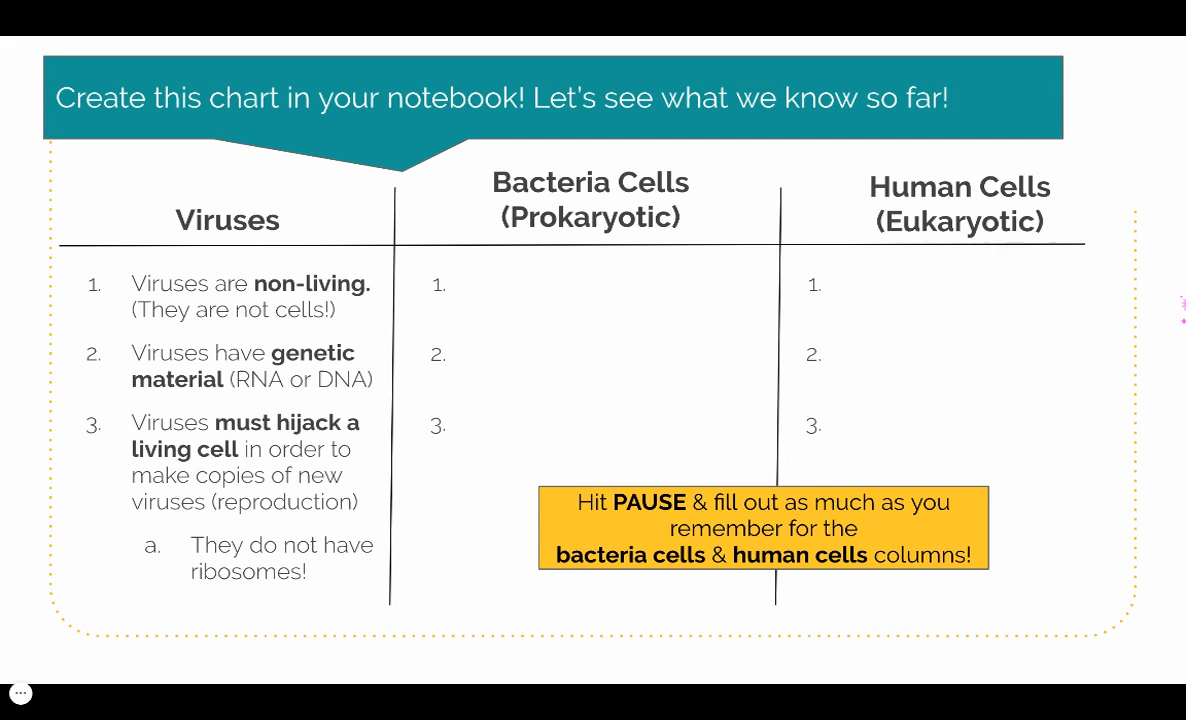 Create this chart in your notebook! Let's see what we know so far!
Viruses
Bacteria Cells
(Prokaryotic)
Human Cells
(Eukaryotic)
1. Viruses are non-living.
(They are not cells!)
2. Viruses have genetic
material (RNA or DNA)
3. Viruses must hijack a
living cell in order to
make copies of new
viruses (reproduction)
a. They do not have
ribosomes!
1.
2.
3.
1.
2.
3.
Hit PAUSE & fill out as much as you
remember for the
bacteria cells & human cells columns!